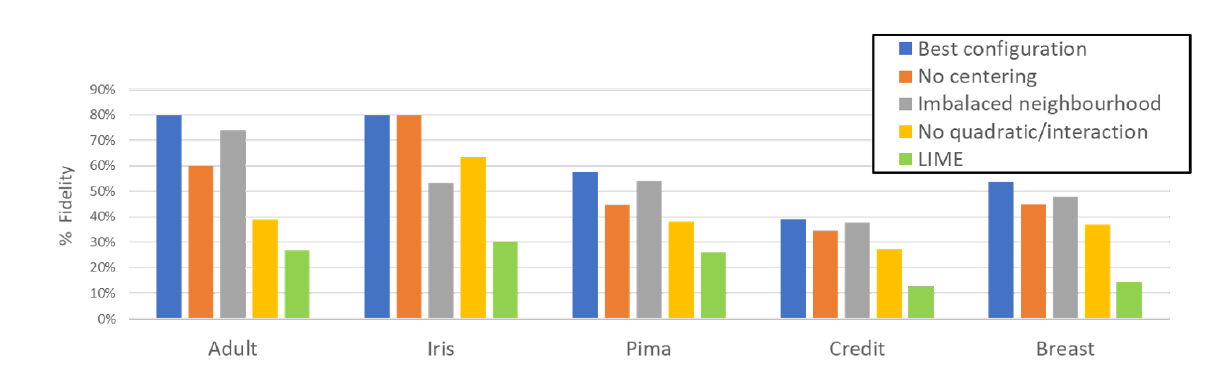 Best configuration
No centering
Imbalaced neighbourhood
No quadratic/interaction
LIME
90%
80%
70%
60%
50%
40%
30%
20%
10%
0%
% Fidelity
Adult Iris Pima Credit Breast